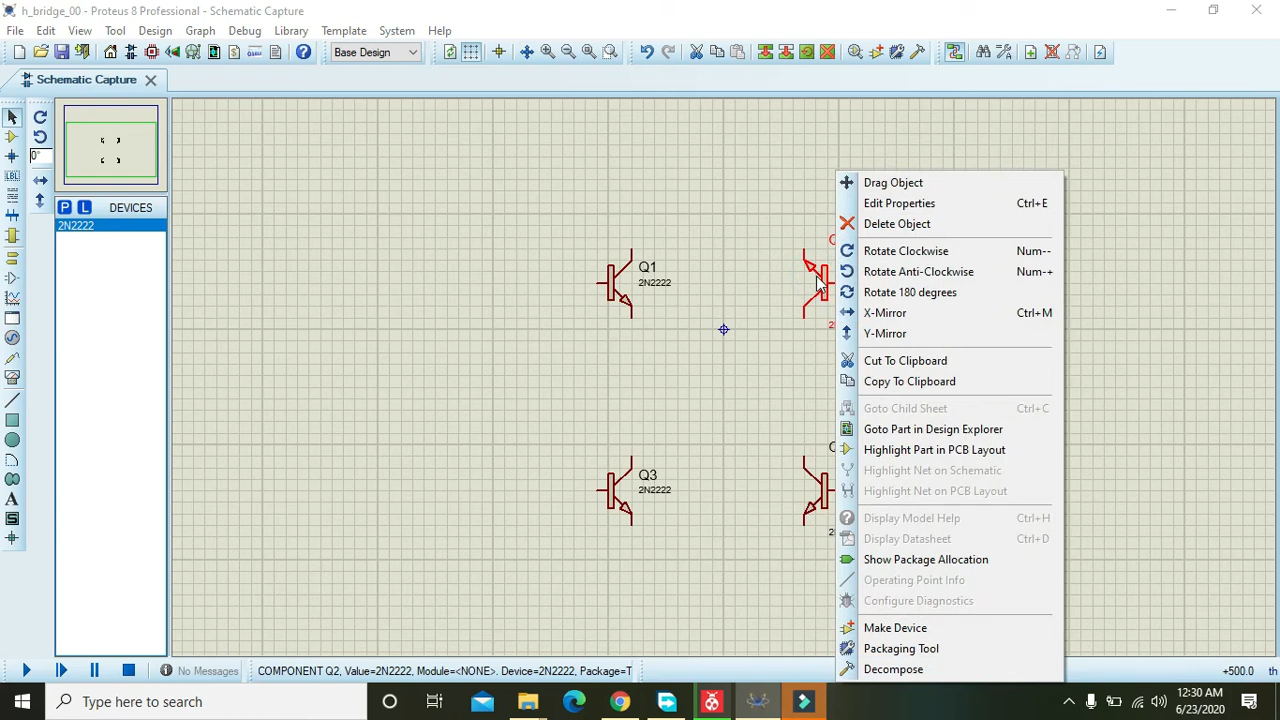 h_bridge_00 - Proteus 8 Professional - Schematic Capture
File Edit View Tool Design Graph Debug Library Template System Help
Base Design
Schematic Capture
0°
P L DEVICES
2N2222
Q1
2N2222
Q3
2N2222
Drag Object
Edit Properties Ctrl+E
Delete Object
Rotate Clockwise Num--
Rotate Anti-Clockwise Num-+
Rotate 180 degrees
X-Mirror Ctrl+M
Y-Mirror
Cut To Clipboard
Copy To Clipboard
Goto Child Sheet Ctrl+C
Goto Part in Design Explorer
Highlight Part in PCB Layout
Highlight Net on Schematic
Highlight Net on PCB Layout
Display Model Help Ctrl+H
Display Datasheet Ctrl+D
Show Package Allocation
Operating Point Info
Configure Diagnostics
Make Device
Packaging Tool
Decompose
No Messages
COMPONENT Q2, Value=2N2222, Module=<NONE>. Device=2N2222, Package=T
+500.0
Type here to search
12:30 AM
6/23/2020